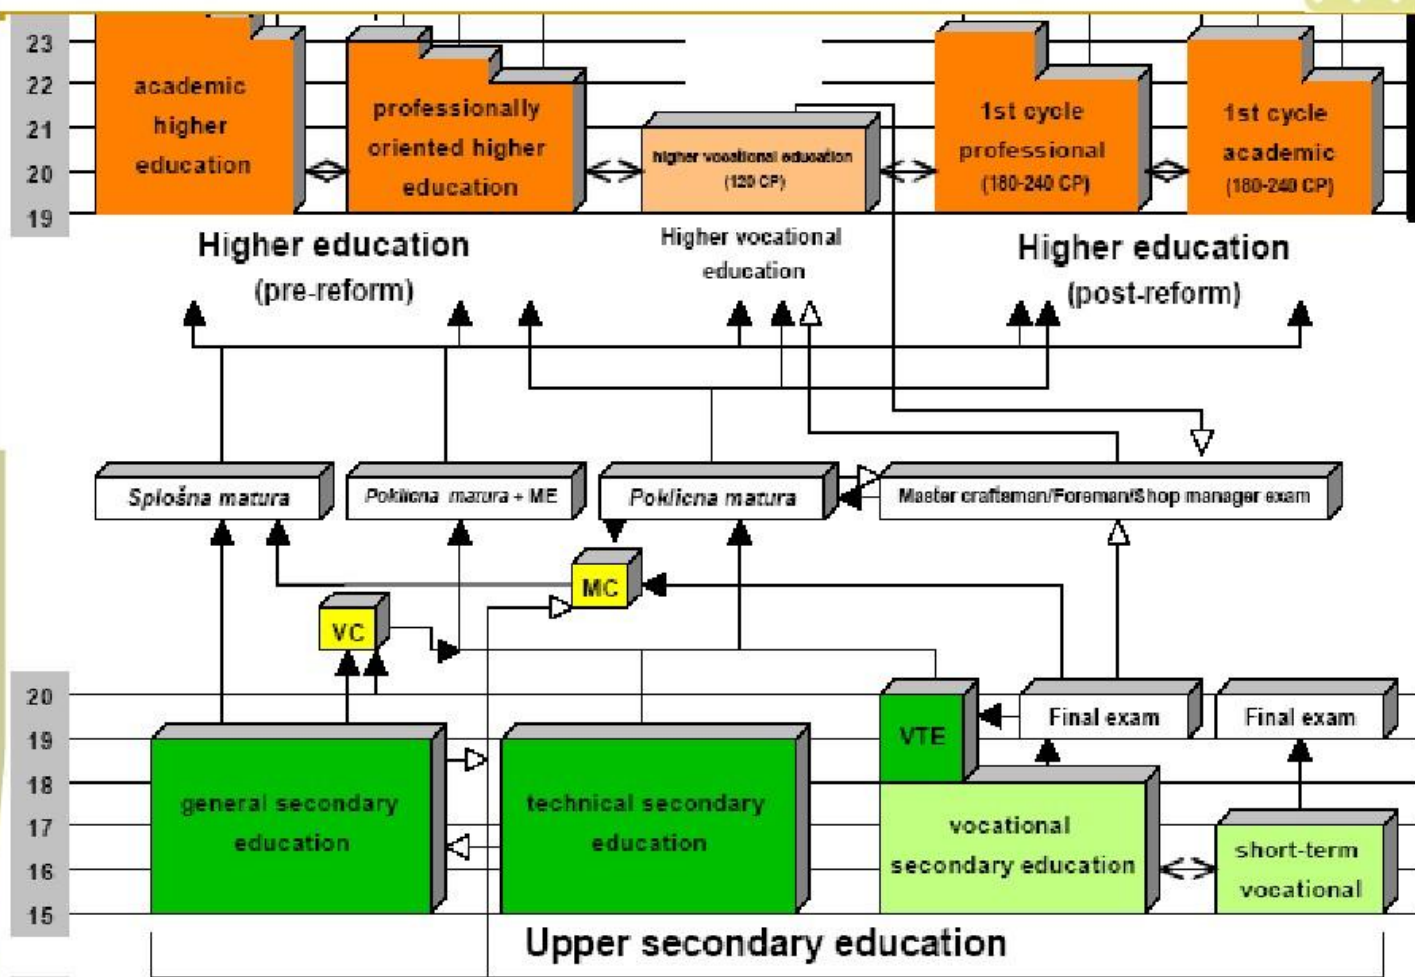 23
22
21
20
19
academic
higher
education
professionally
oriented higher
education
higher vocational education
(120 CP)
1st cycle
professional
(180-240 CP)
1st cycle
academic
(180-240 CP)
Higher education
(pre-reform)
Higher vocational
education
Higher education
(post-reform)
Splošna matura
Poklicna matura + ME
Poklicna matura
Master craftsman/Foreman/Shop manager exam
MC
VC
20
19
18
17
16
15
VTE
Final exam
Final exam
general secondary
education
technical secondary
education
vocational
secondary education
short-term
vocational
Upper secondary education